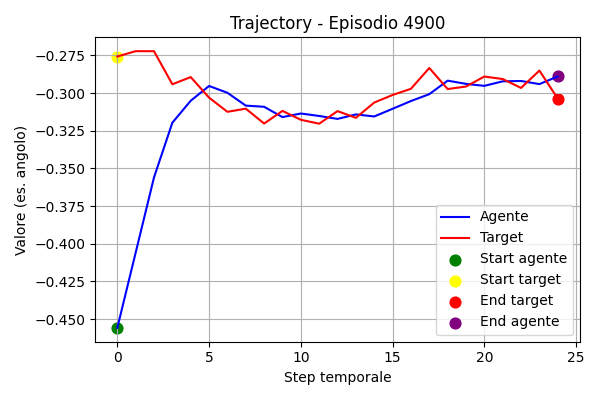 Trajectory - Episodio 4900
Valore (es. angolo)
−0.275
−0.300
−0.325
−0.350
−0.375
−0.400
−0.425
−0.450
0
5
10
15
20
25
Step temporale
Agente
Target
Start agente
Start target
End target
End agente